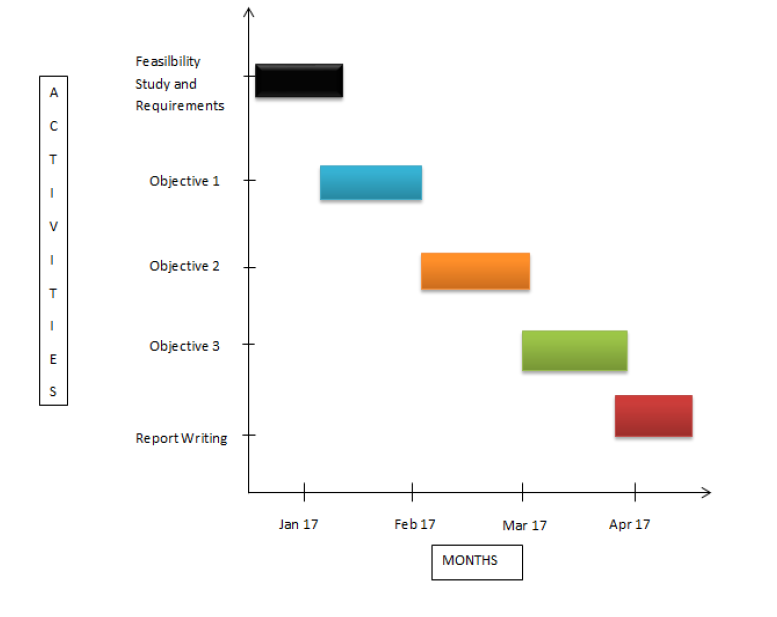 Feasilbility
Study and
Requirements
A
C
T
I
V
I
T
I
E
S
Objective 1
Objective 2
Objective 3
Report Writing
Jan 17
Feb 17
Mar 17
Apr 17
MONTHS